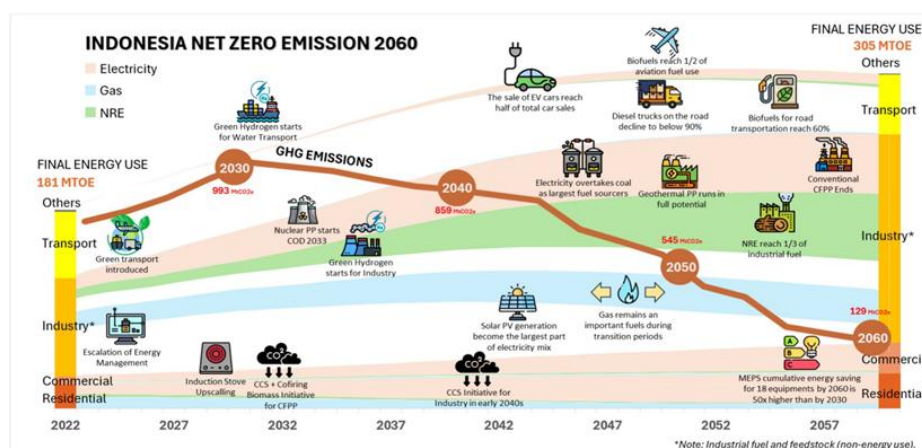 INDONESIA NET ZERO EMISSION 2060
Electricity
Gas
NRE
FINAL ENERGY USE
181 MTOE
Others
Transport
Industry*
Commercial
Residential
FINAL ENERGY USE
305 MTOE
Others
Transport
Industry*
Commerc
Residential
GHG EMISSIONS
2030
993 MtCO2e
2040
859 MtCO2e
545 MtCO2e
2050
129 MtCO2e
2060
Green Hydrogen starts
for Water Transport
The sale of EV cars reach
half of total car sales
Biofuels reach 1/2 of
aviation fuel use
Diesel trucks on the road
decline to below 90%
Biofuels for road
transportation reach 60%
Green transport
introduced
Nuclear PP starts
COD 2033
Green Hydrogen
starts for Industry
Electricity overtakes coal
as largest fuel sourcers
Geothermal PP runs in
full potential
Conventional
CFPP Ends
NRE reach 1/3 of
industrial fuel
Escalation of Energy
Management
Induction Stove
Upscalling
CO2
CCS + Cofiring
Biomass Initiative
for CFPP
CO2
CCS Initiative for
Industry in early 2040s
Solar PV generation
become the largest part
of electricity mix
Gas remains an
important fuels during
transition periods
A
B
C
MEPS cumulative energy saving
for 18 equipments by 2060 is
50x higher than by 2030
2022
2027
2032
2037
2042
2047
2052
2057
*Note: Industrial fuel and feedstock (non-energy use).